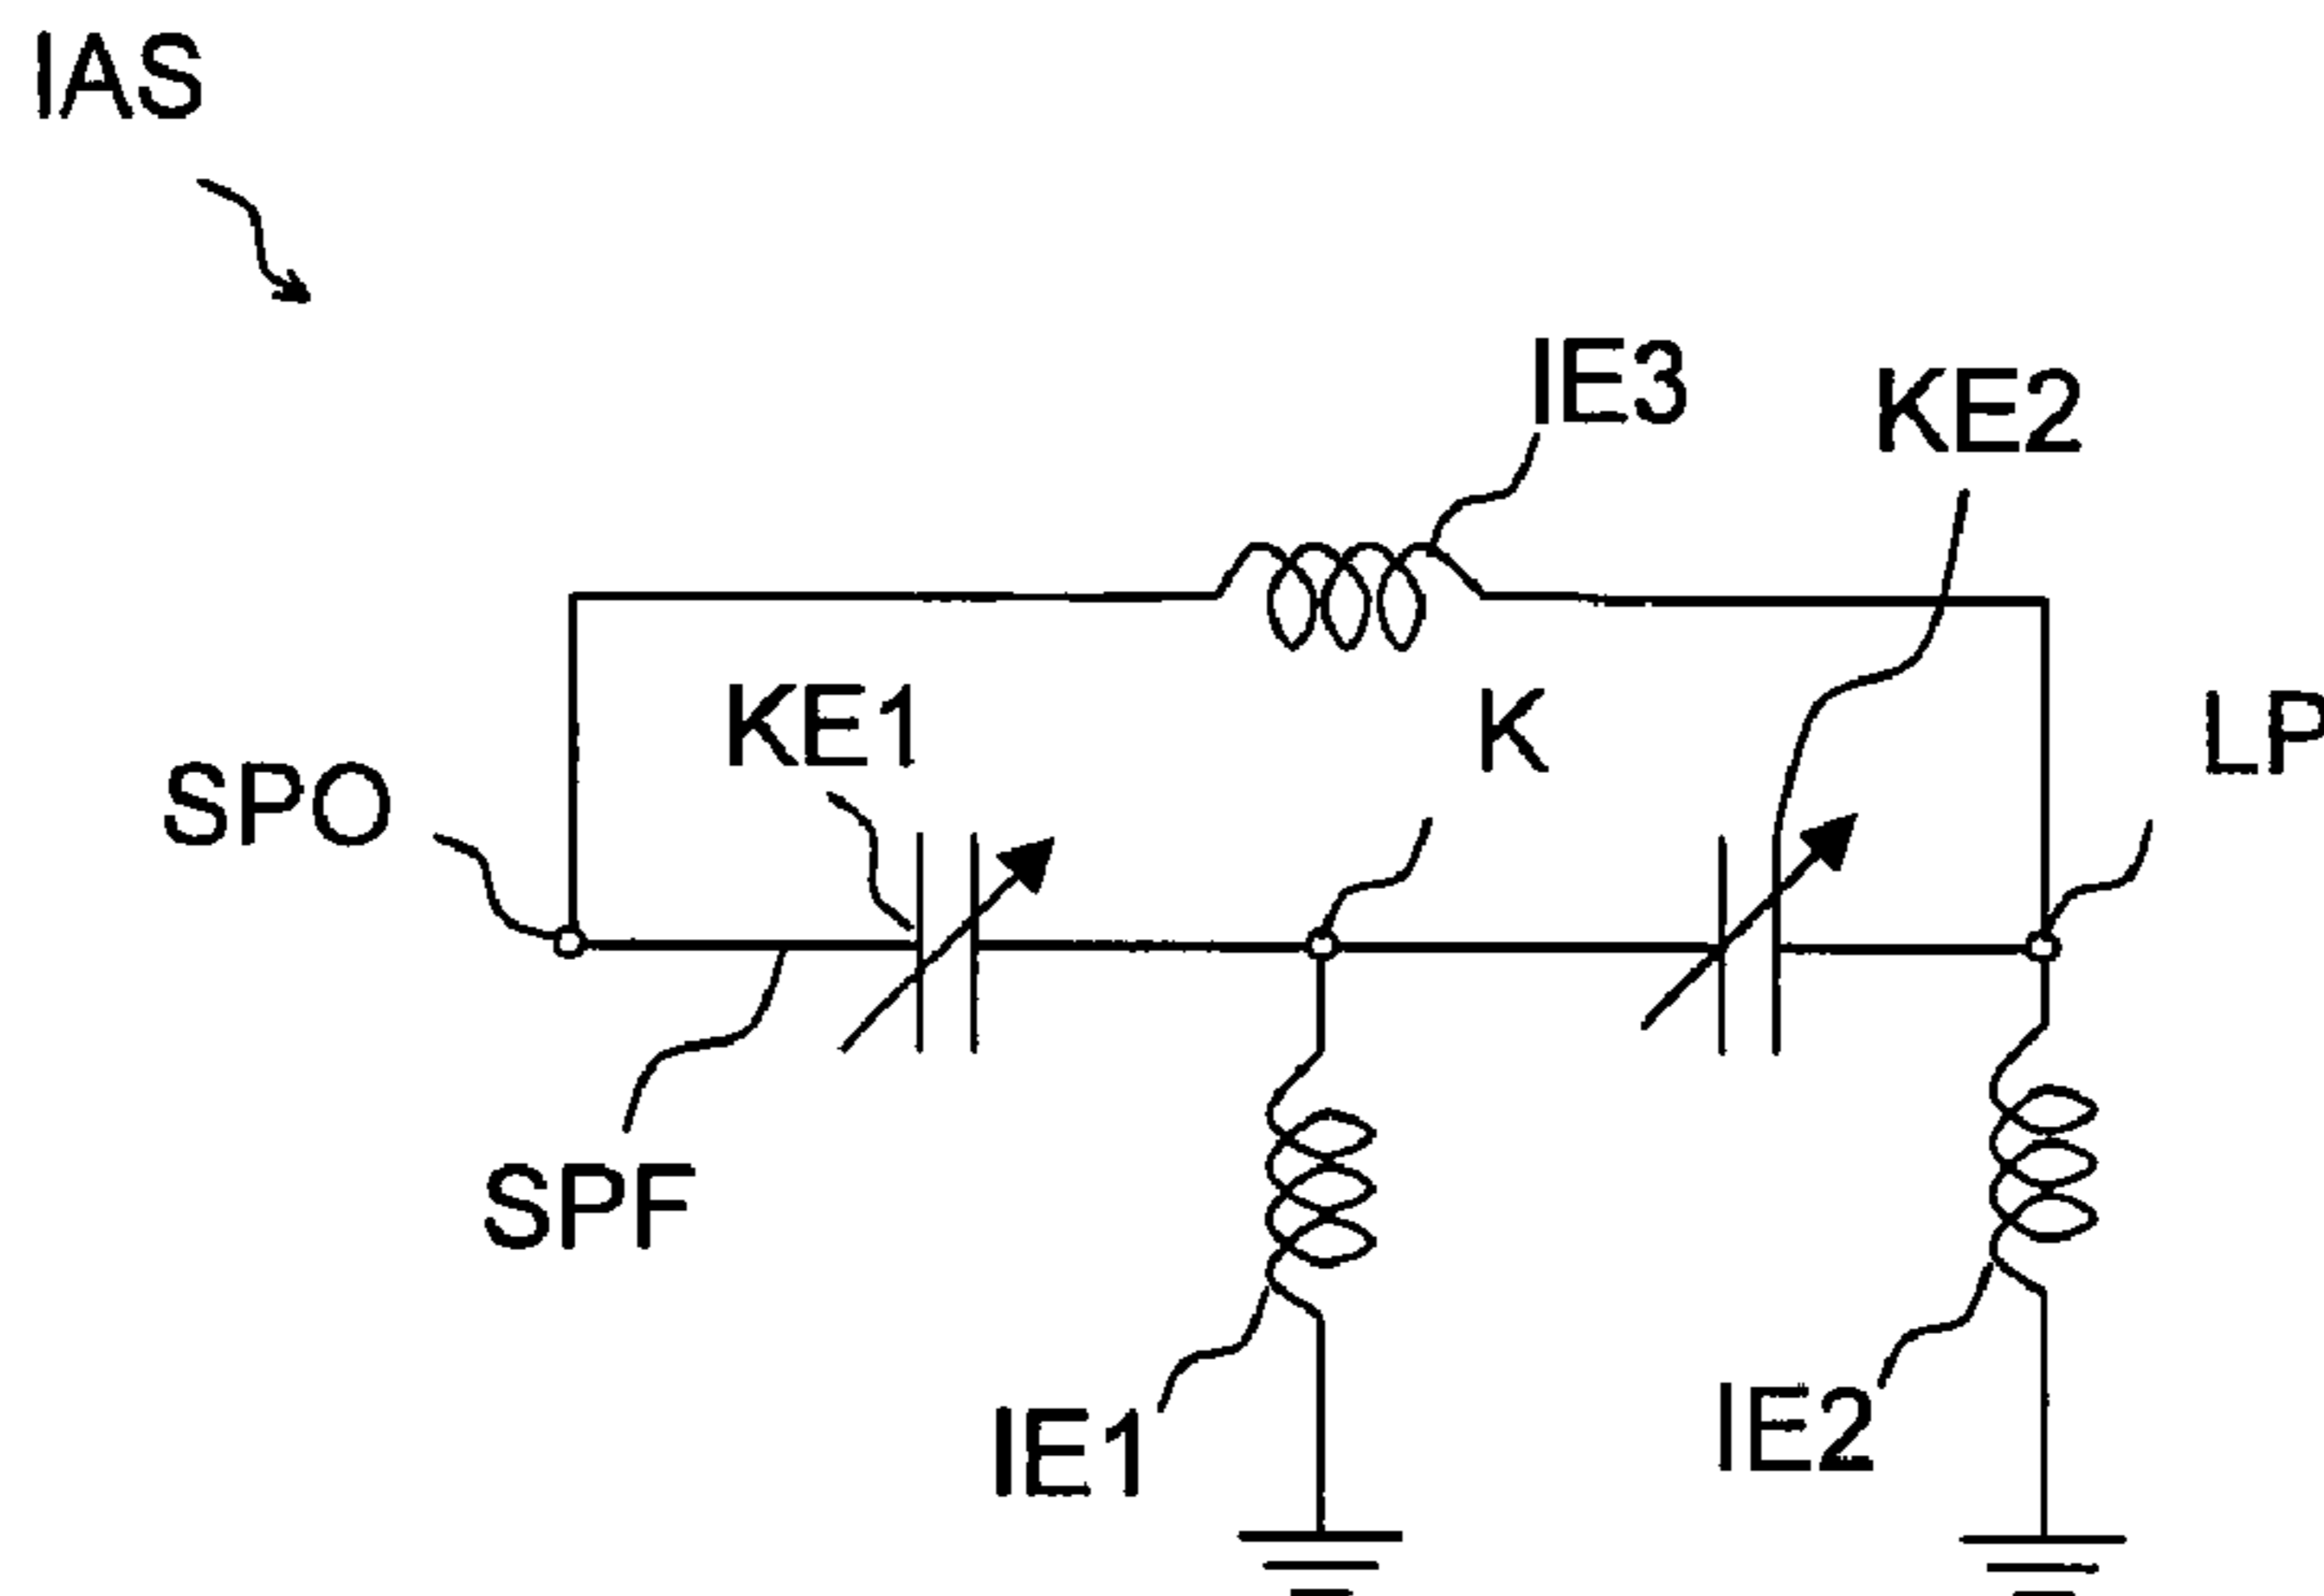 IAS
IE3
KE2
KE1
K
LP
SPO
SPF
IE1
IE2